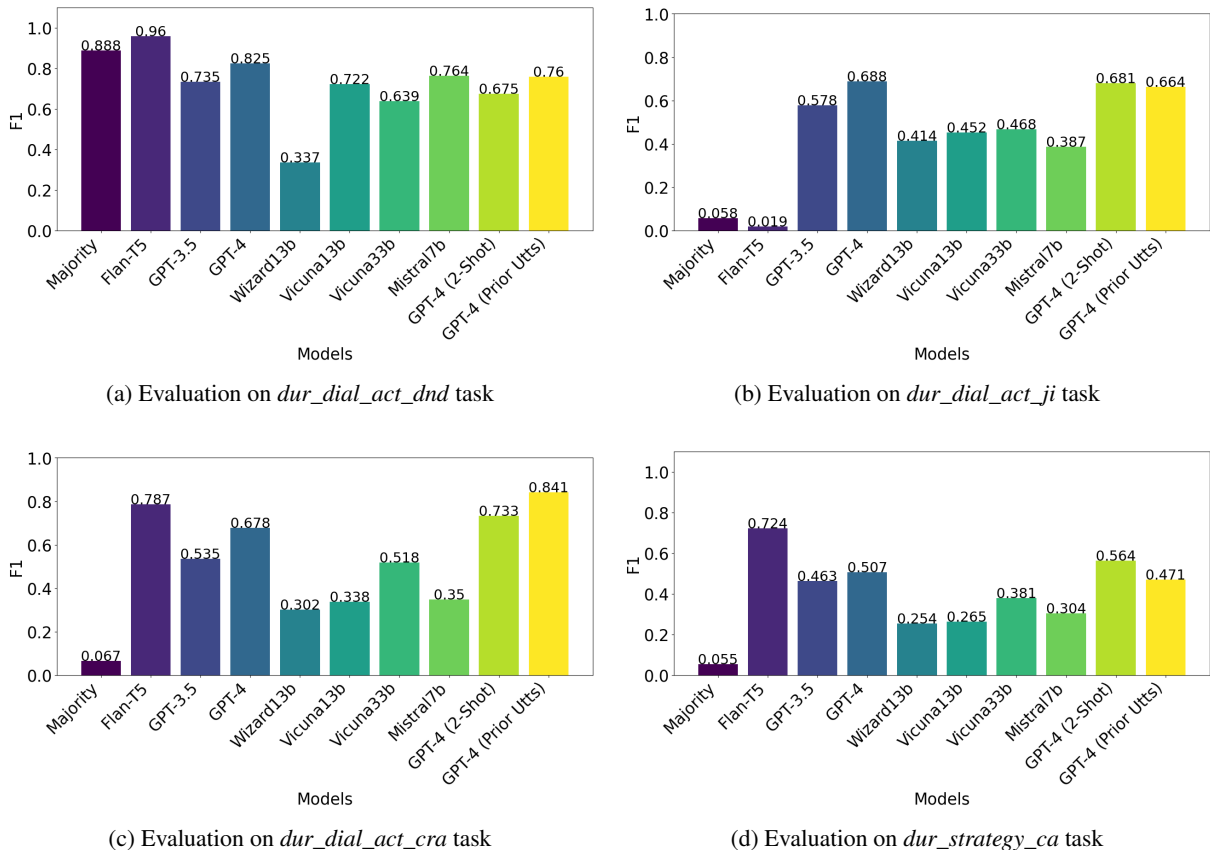 1.0
0.8
0.6
0.4
0.2
0.0
F1
0.888
0.96
0.735
0.825
0.337
0.722
0.639
0.764
0.675
0.76
Majority
Flan-T5
GPT-3.5
GPT-4
Wizard13b
Vicuna13b
Vicuna33b
Mistral7b
GPT-4 (2-Shot)
GPT-4 (Prior Utts)
Models
(a) Evaluation on dur_dial_act_dnd task
1.0
0.8
0.6
0.4
0.2
0.0
F1
0.058
0.019
0.578
0.688
0.414
0.452
0.468
0.387
0.681
0.664
Majority
Flan-T5
GPT-3.5
GPT-4
Wizard13b
Vicuna13b
Vicuna33b
Mistral7b
GPT-4 (2-Shot)
GPT-4 (Prior Utts)
Models
(b) Evaluation on dur_dial_act_ji task
1.0
0.8
0.6
0.4
0.2
0.0
F1
0.067
0.787
0.535
0.678
0.302
0.338
0.518
0.35
0.733
0.841
Majority
Flan-T5
GPT-3.5
GPT-4
Wizard13b
Vicuna13b
Vicuna33b
Mistral7b
GPT-4 (2-Shot)
GPT-4 (Prior Utts)
Models
(c) Evaluation on dur_dial_act_cra task
1.0
0.8
0.6
0.4
0.2
0.0
F1
0.055
0.724
0.463
0.507
0.254
0.265
0.381
0.304
0.564
0.471
Majority
Flan-T5
GPT-3.5
GPT-4
Wizard13b
Vicuna13b
Vicuna33b
Mistral7b
GPT-4 (2-Shot)
GPT-4 (Prior Utts)
Models
(d) Evaluation on dur_strategy_ca task